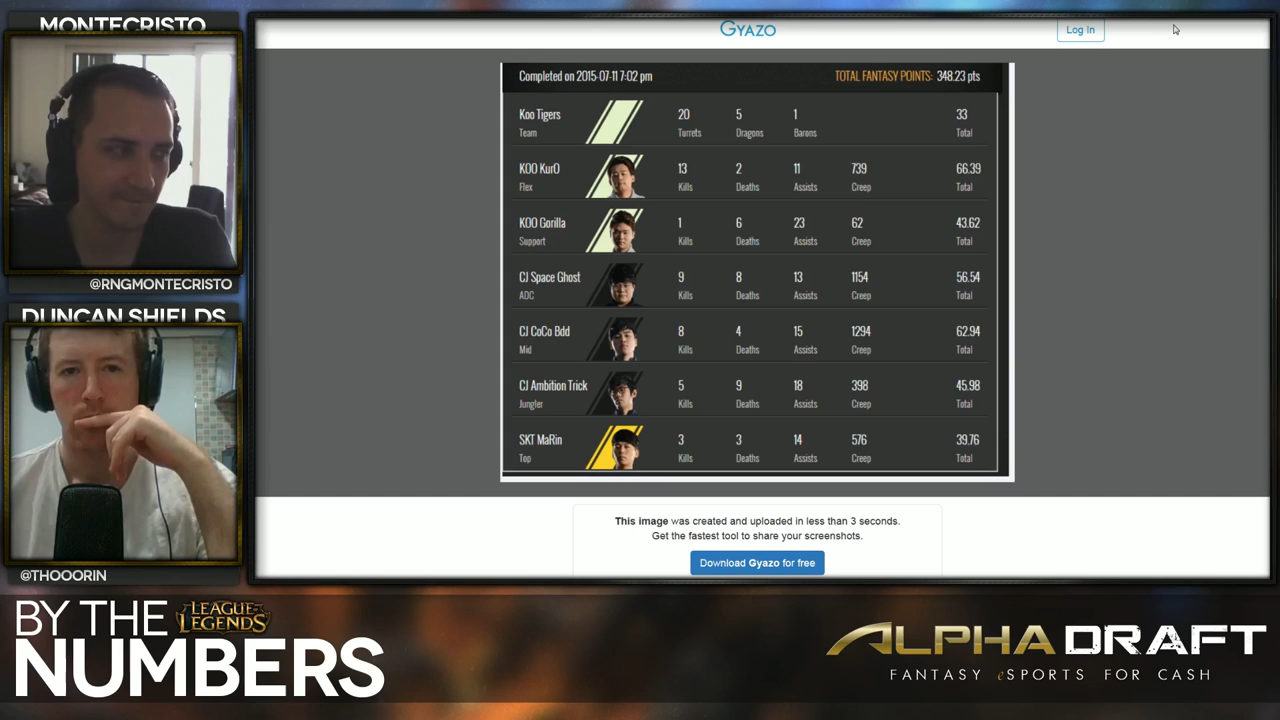 MONTECRISTO
@RNGMONTECRISTO
DUNCAN SHIELDS
@THOOORIN
GYAZO
Log in
Completed on 2015-07-11 7:02 pm TOTAL FANTASY POINTS: 348.23 pts
Koo Tigers 20 5 1 33
Team Turrets Dragons Barons Total
KOO KurO 13 2 11 739 66.39
Flex Kills Deaths Assists Creep Total
KOO Gorilla 1 6 23 62 43.62
Support Kills Deaths Assists Creep Total
CJ Space Ghost 9 8 13 1154 56.54
ADC Kills Deaths Assists Creep Total
CJ CoCo Bdd 8 4 15 1294 62.94
Mid Kills Deaths Assists Creep Total
CJ Ambition Trick 5 9 18 398 45.98
Jungler Kills Deaths Assists Creep Total
SKT MaRin 3 3 14 576 39.76
Top Kills Deaths Assists Creep Total
This image was created and uploaded in less than 3 seconds.
Get the fastest tool to share your screenshots.
Download Gyazo for free
BY THE LEAGUE OF LEGENDS
NUMBERS
ALPHADRAFT
FANTASY eSPORTS FOR CASH